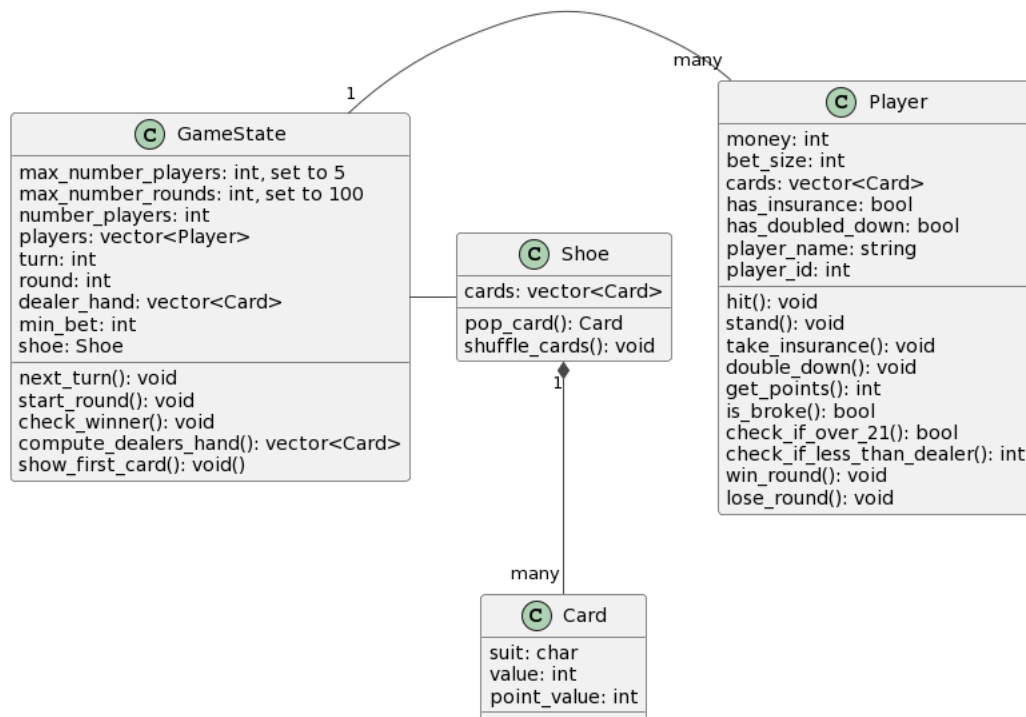 many
1
C GameState
max_number_players: int, set to 5
max_number_rounds: int, set to 100
number_players: int
players: vector<Player>
turn: int
round: int
dealer_hand: vector<Card>
min_bet: int
shoe: Shoe
next_turn(): void
start_round(): void
check_winner(): void
compute_dealers_hand(): vector<Card>
show_first_card(): void()
C Shoe
cards: vector<Card>
pop_card(): Card
shuffle_cards(): void
1
many
C Player
money: int
bet_size: int
cards: vector<Card>
has_insurance: bool
has_doubled_down: bool
player_name: string
player_id: int
hit(): void
stand(): void
take_insurance(): void
double_down(): void
get_points(): int
is_broke(): bool
check_if_over_21(): bool
check_if_less_than_dealer(): int
win_round(): void
lose_round(): void
C Card
suit: char
value: int
point_value: int